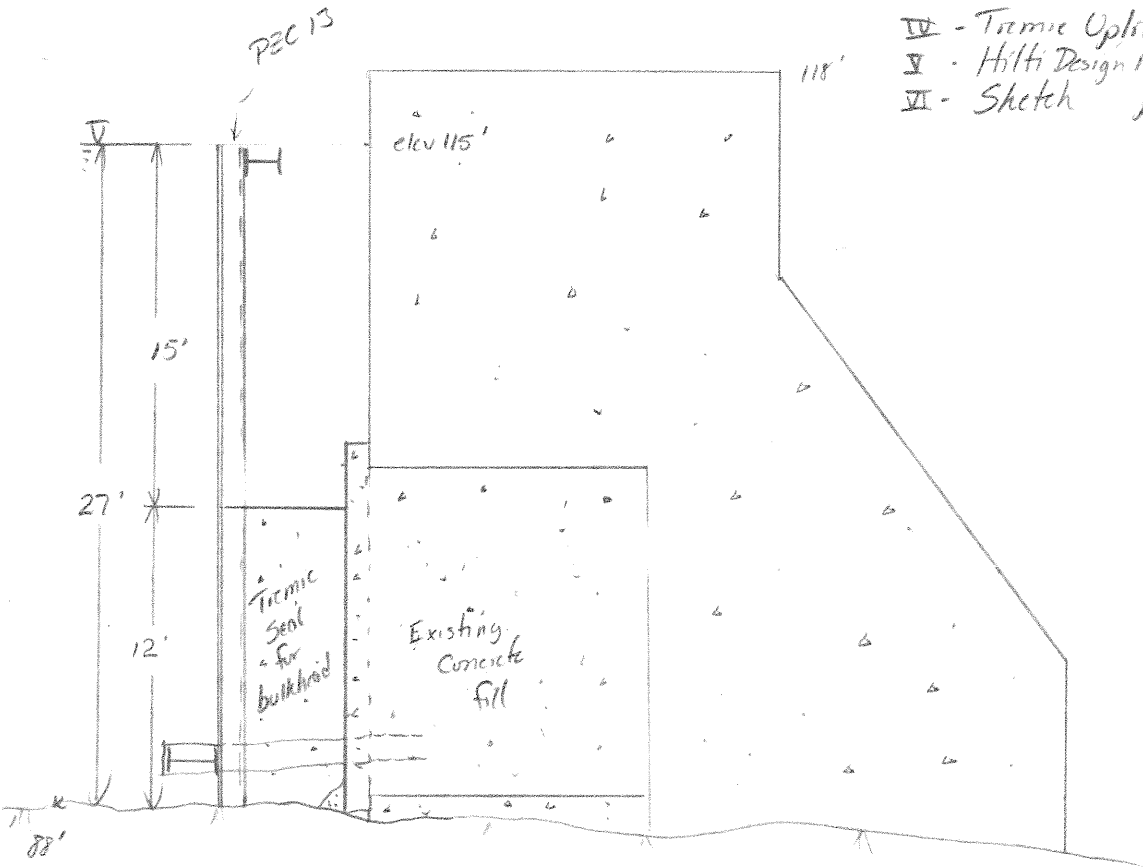 PEC 13
IV - Tremie
V - Hilti Design
VI - Sketch
118'
elev 115'
15'
27'
12'
Tremie
Seal
for
bulkhead
Existing
Concrete
fill
88'